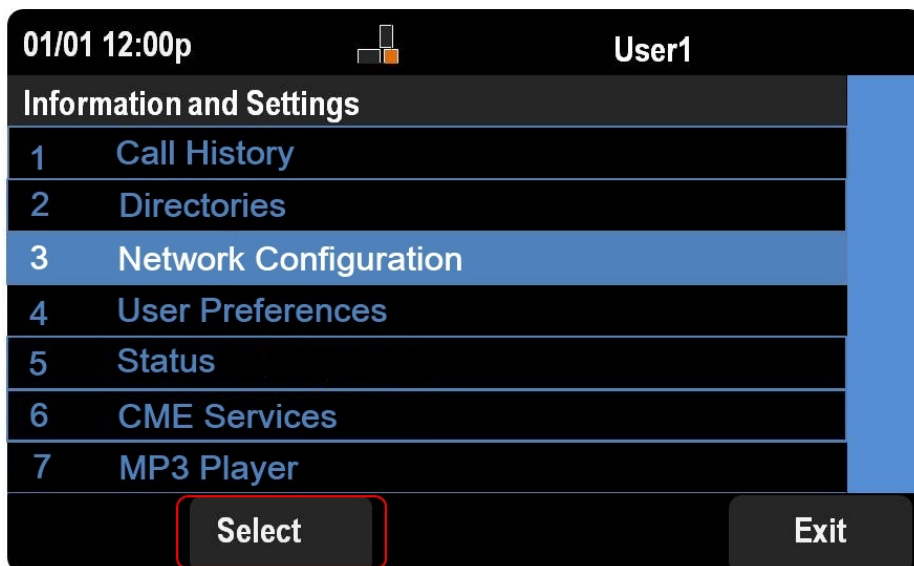 01/01 12:00p User1
Information and Settings
1 Call History
2 Directories
3 Network Configuration
4 User Preferences
5 Status
6 CME Services
7 MP3 Player
Select Exit